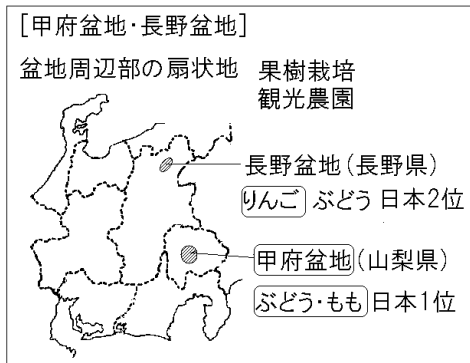 [甲府盆地･長野盆地]
盆地周辺部の扇状地 果樹栽培
観光農園
長野盆地(長野県)
りんご ぶどう 日本2位
甲府盆地(山梨県)
ぶどう･もも 日本1位